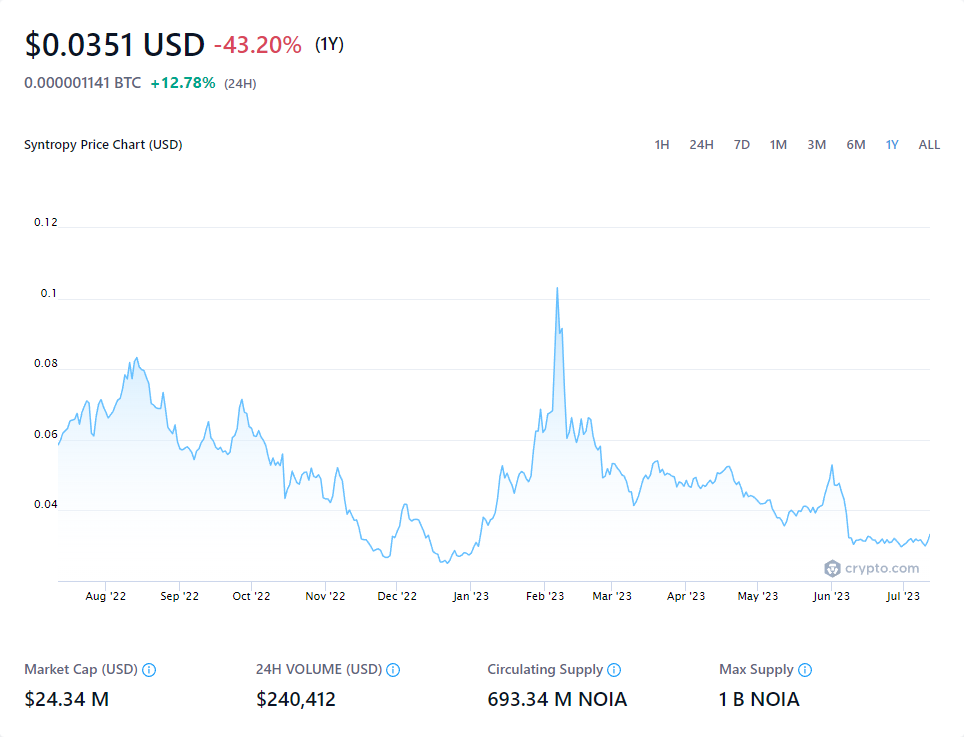 $0.0351 USD -43.20% (1Y)
0.000001141 BTC +12.78% (24H)
Syntropy Price Chart (USD) 1H 24H 7D 1M 3M 6M 1Y ALL
0.12
0.1
0.08
0.06
0.04
crypto.com
Aug '22 Sep '22 Oct '22 Nov '22 Dec '22 Jan '23 Feb '23 Mar '23 Apr '23 May '23 Jun '23 Jul '23
Market Cap (USD) 24H VOLUME (USD) Circulating Supply Max Supply
$24.34 M $240,412 693.34 M NOIA 1 B NOIA